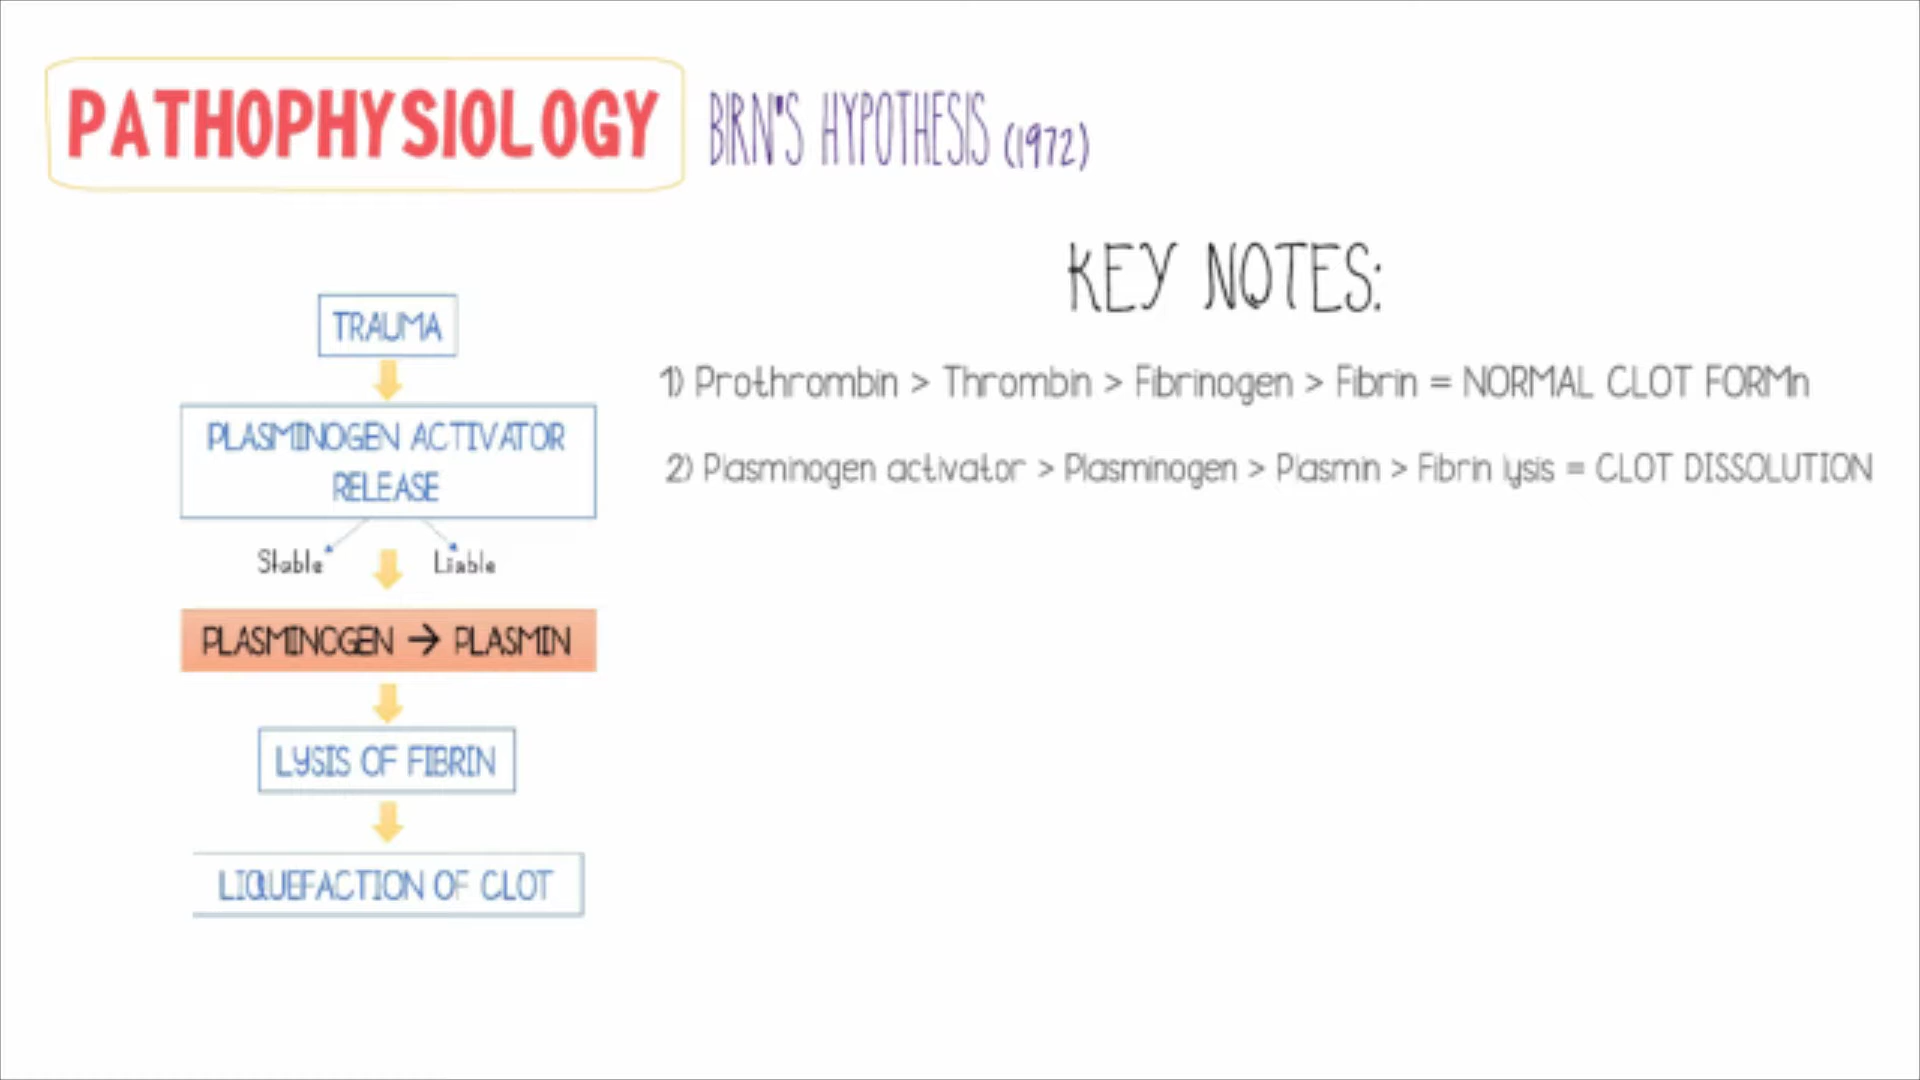 PATHOPHYSIOLOGY
BIRN'S HYPOTHESIS (1972)
KEY NOTES:
1) Prothrombin > Thrombin > Fibrinogen > Fibrin = NORMAL CLOT FORMn
2) Plasminogen activator > Plasminogen > Plasmin > Fibrin lysis = CLOT DISSOLUTION
TRAUMA
PLASMINOGEN ACTIVATOR
RELEASE
Stable
Liable
PLASMINOGEN → PLASMIN
LYSIS OF FIBRIN
LIQUEFACTION OF CLOT